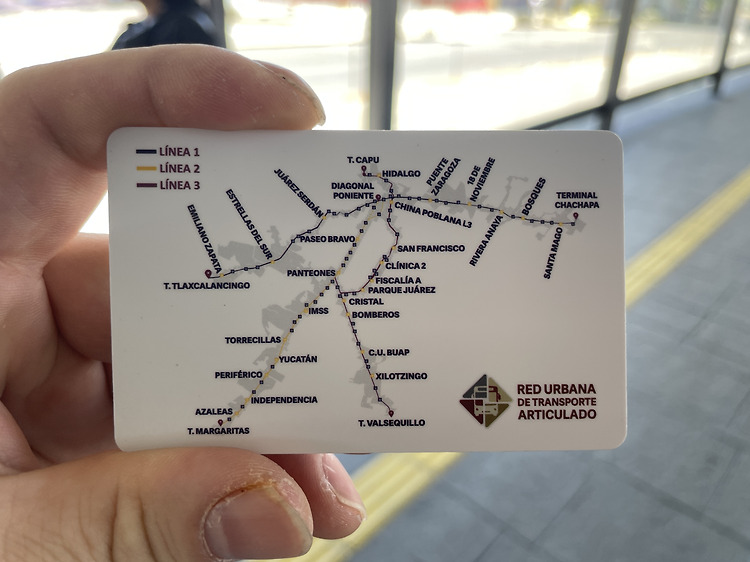 LÍNEA 1
LÍNEA 2
LÍNEA 3
T. CAPU
HIDALGO
DIAGONAL
PONIENTE
PUENTE
ZARAGOZA
18 DE
NOVIEMBRE
BOSQUES
TERMINAL
CHACHAPA
JUÁREZ SERDÁN
ESTRELLAS DEL SUR
EMILIANO ZAPATA
T. TLAXCALANCINGO
PASEO BRAVO
CHINA POBLANA L3
RIVERA ANAYA
SANTA MAGO
SAN FRANCISCO
CLÍNICA 2
PANTEONES
FISCALÍA A
PARQUE JUÁREZ
CRISTAL
IMSS
BOMBEROS
TORRECILLAS
YUCATÁN
C.U. BUAP
PERIFÉRICO
XILOTZINGO
INDEPENDENCIA
AZALEAS
T. MARGARITAS
T. VALSEQUILLO
RED URBANA
DE TRANSPORTE
ARTICULADO